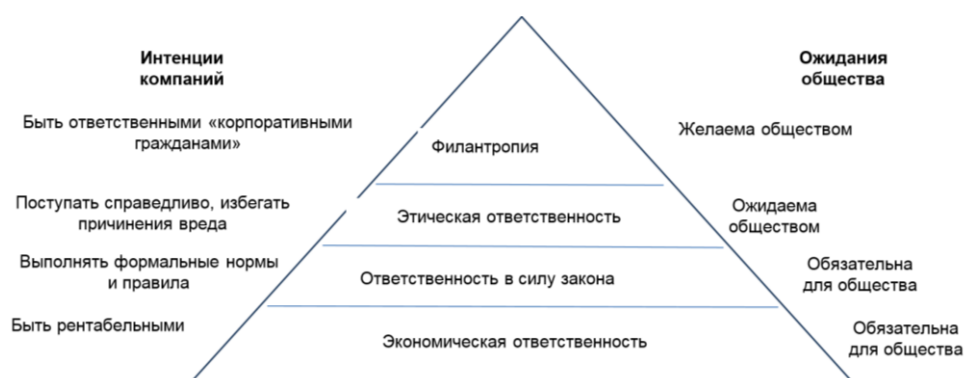 Интенции
компаний
Ожидания
общества
Быть ответственными «корпоративными
гражданами»
Филантропия
Желаема обществом
Поступать справедливо, избегать
причинения вреда
Этическая ответственность
Ожидаема
обществом
Выполнять формальные нормы
и правила
Ответственность в силу закона
Обязательна
для общества
Быть рентабельными
Экономическая ответственность
Обязательна
для общества